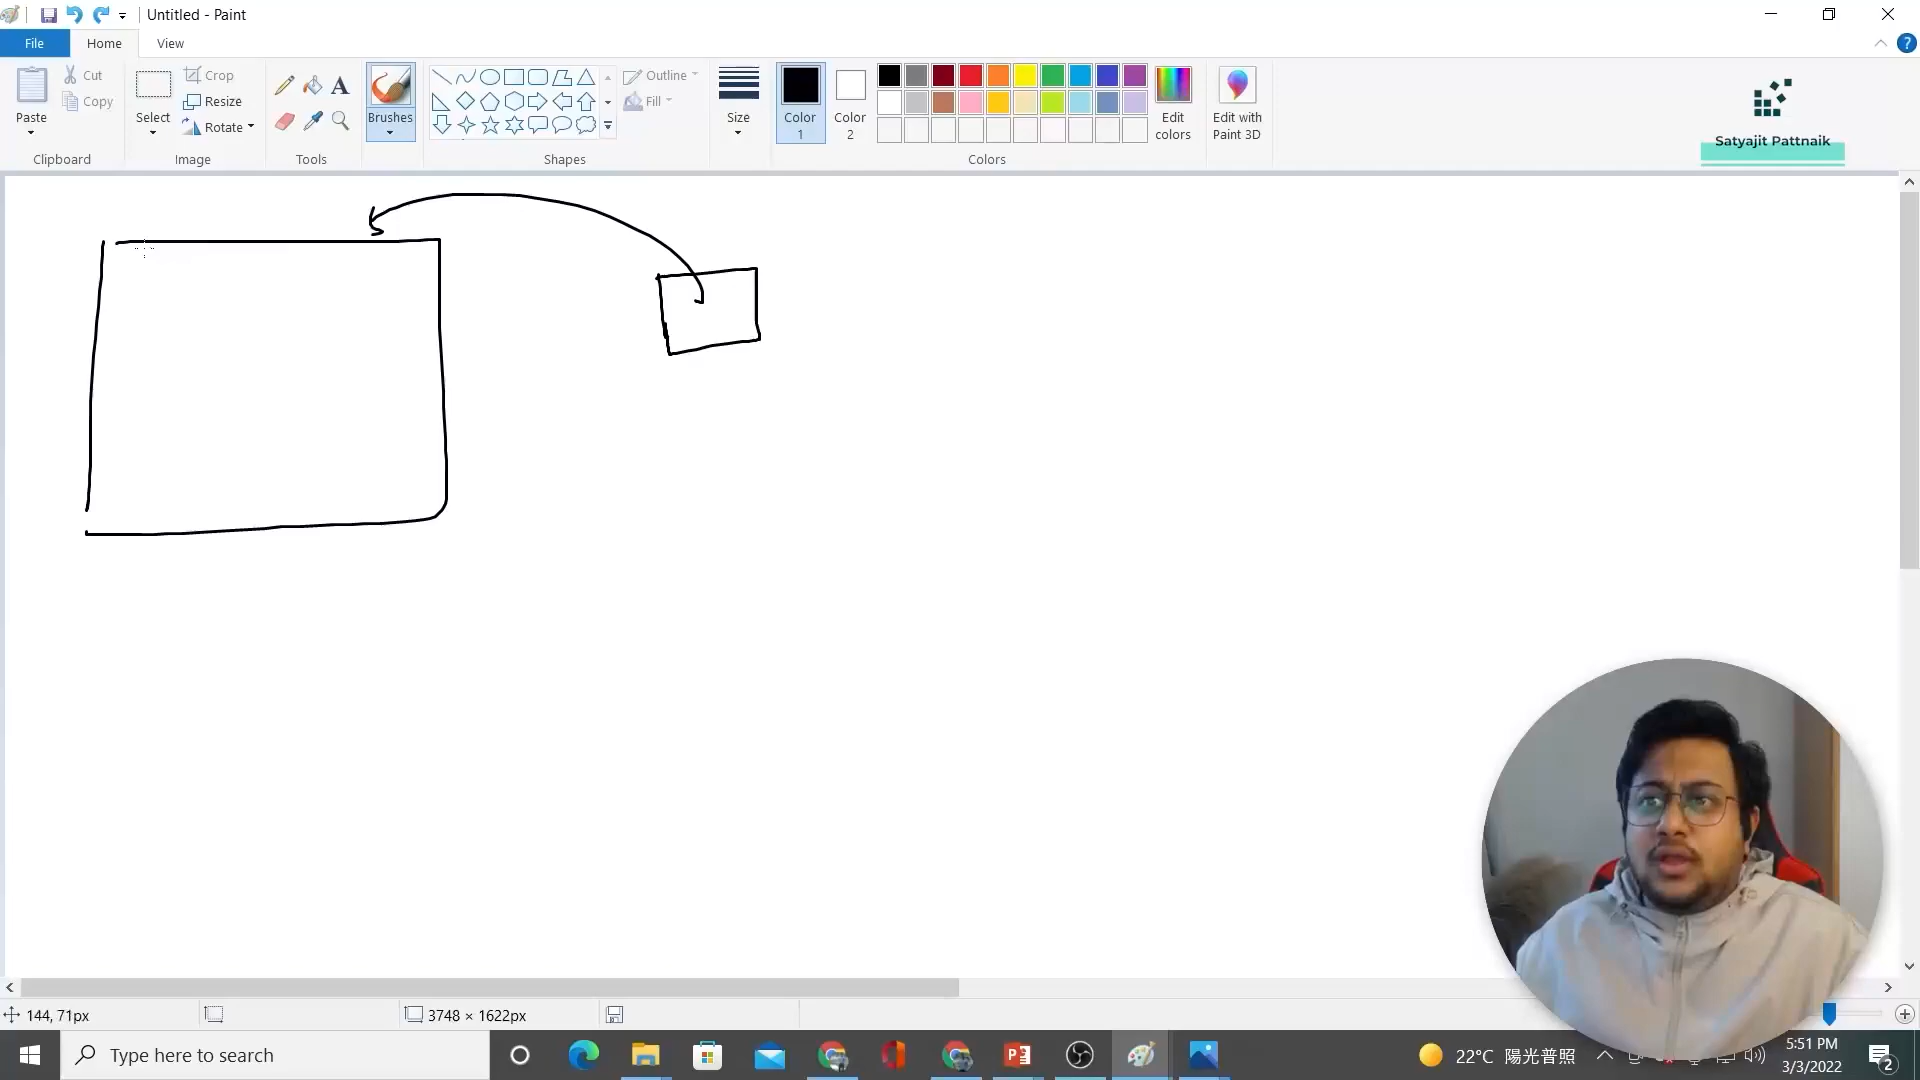 Untitled - Paint
File Home View
Paste
Cut
Copy
Clipboard
Select
Crop
Resize
Rotate
Image
A
Tools
Brushes
Outline
Fill
Shapes
Size
Color 1
Color 2
Edit colors
Colors
Edit with Paint 3D
Satyajit Pattnaik
144, 71px
3748 × 1622px
Type here to search
22°C 陽光普照
5:51 PM
3/3/2022
2